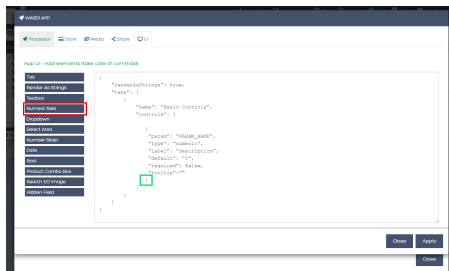 WASDI APP
Processor Store Media Share UI
App UI - Add elements (take care of commas!)
Tab
Render As Strings
Textbox
Numeric field
Dropdown
Select Area
Number Slider
Date
Bool
Product Combo Box
Search EO Image
Hidden Field
{
"renderAsStrings": true,
"tabs": [
{
"name": "Basic Controls",
"controls": [
{
"param": "PARAM_NAME",
"type": "numeric",
"label": "description",
"default": "0",
"required": false,
"tooltip":""
}
]
}
]
}
Close Apply
Close